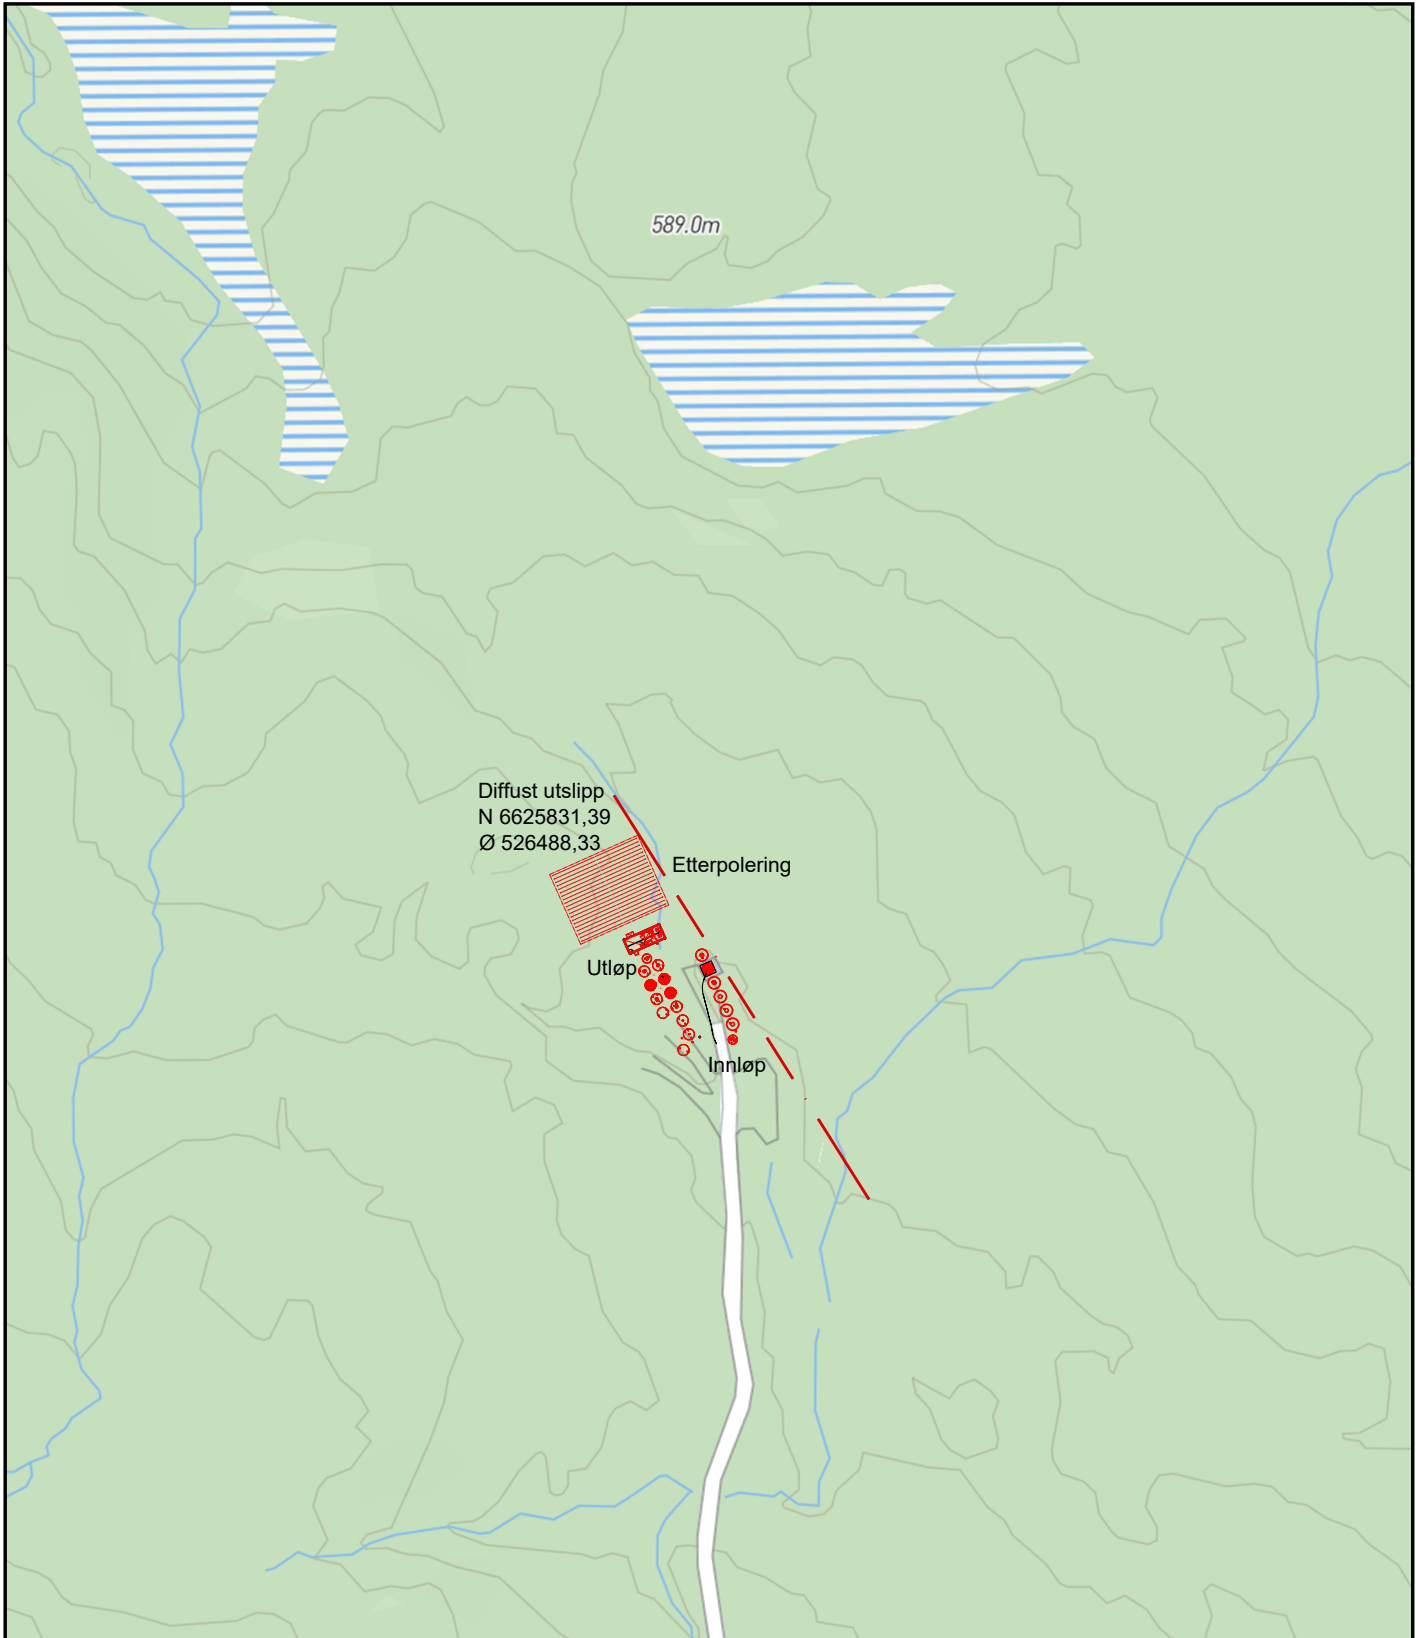 589.0m
Diffust utslipp
N 6625831,39
Ø 526488,33
Etterpolering
Utløp
Innløp